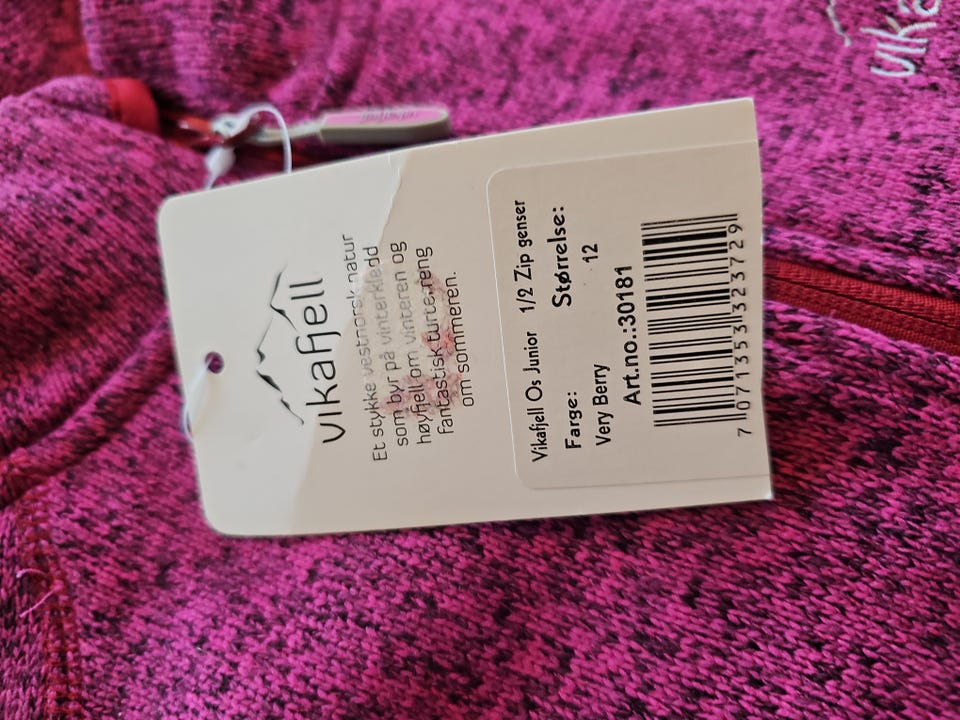 vikafjell
Et stykke vestnorsk natur
som byr på vinterkledd
høyfjell om vinteren og
fantastisk turterreng
om sommeren.
Vikafjell Os Junior 1/2 Zip genser
Farge: Størrelse:
Very Berry 12
Art.no.:30181
7 071353 323729
vika